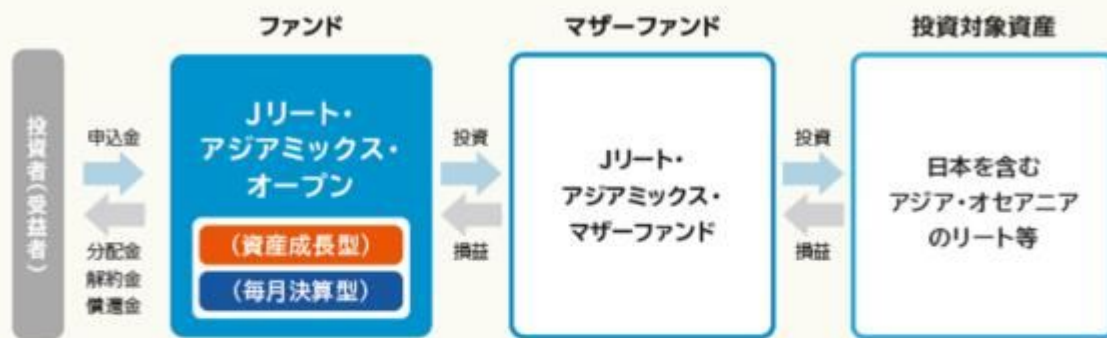 ファンド
マザーファンド
投資対象資産
投資者(受益者)
申込金
分配金
解約金
償還金
Jリート・
アジアミックス・
オープン
(資産成長型)
(毎月決算型)
投資
損益
Jリート・
アジアミックス・
マザーファンド
投資
損益
日本を含む
アジア・オセアニア
のリート等